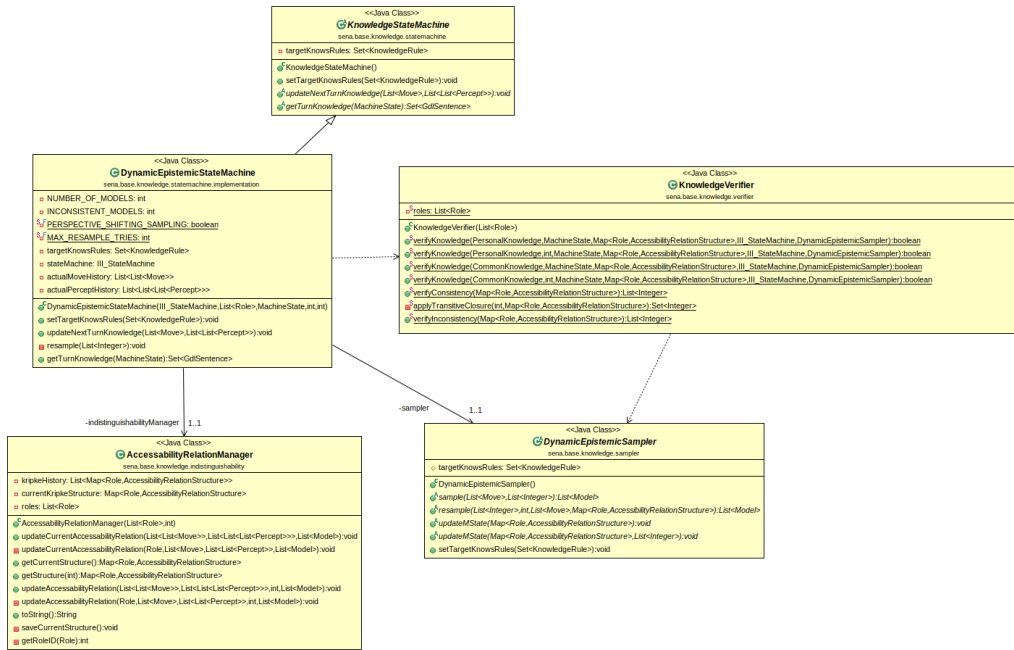 <<Java Class>>
KnowledgeStateMachine
sena.base.knowledge.statemachine
targetKnowsRules: Set<KnowledgeRule>
KnowledgeStateMachine()
setTargetKnowsRules(Set<KnowledgeRule>):void
updateNextTurnKnowledge(List<Move>,List<List<Percept>>):void
getTurnKnowledge(MachineState):Set<GdlSentence>
<<Java Class>>
DynamicEpistemicStateMachine
sena.base.knowledge.statemachine.implementation
NUMBER_OF_MODELS: int
INCONSISTENT_MODELS: int
PERSPECTIVE_SHIFTING_SAMPLING: boolean
MAX_RESAMPLE_TRIES: int
targetKnowsRules: Set<KnowledgeRule>
stateMachine: III_StateMachine
actualMoveHistory: List<List<Move>>
actualPerceptHistory: List<List<List<Percept>>>
DynamicEpistemicStateMachine(III_StateMachine,List<Role>,MachineState,int,int)
setTargetKnowsRules(Set<KnowledgeRule>):void
updateNextTurnKnowledge(List<Move>,List<List<Percept>>):void
resample(List<Integer>):void
getTurnKnowledge(MachineState):Set<GdlSentence>
<<Java Class>>
KnowledgeVerifier
sena.base.knowledge.verifier
roles: List<Role>
KnowledgeVerifier(List<Role>)
verifyKnowledge(PersonalKnowledge,MachineState,Map<Role,AccessibilityRelationStructure>,III_StateMachine,DynamicEpistemicSampler):boolean
verifyKnowledge(PersonalKnowledge,int,MachineState,Map<Role,AccessibilityRelationStructure>,III_StateMachine,DynamicEpistemicSampler):boolean
verifyKnowledge(CommonKnowledge,MachineState,Map<Role,AccessibilityRelationStructure>,III_StateMachine,DynamicEpistemicSampler):boolean
verifyKnowledge(CommonKnowledge,int,MachineState,Map<Role,AccessibilityRelationStructure>,III_StateMachine,DynamicEpistemicSampler):boolean
verifyConsistency(Map<Role,AccessibilityRelationStructure>):List<Integer>
applyTransitiveClosure(int,Map<Role,AccessibilityRelationStructure>):Set<Integer>
verifyInconsistency(Map<Role,AccessibilityRelationStructure>):List<Integer>
-indistinguishabilityManager
1..1
-sampler
1..1
<<Java Class>>
AccessabilityRelationManager
sena.base.knowledge.indistinguishability
kripkeHistory: List<Map<Role,AccessibilityRelationStructure>>
currentKripkeStructure: Map<Role,AccessibilityRelationStructure>
roles: List<Role>
AccessabilityRelationManager(List<Role>,int)
updateCurrentAccessabilityRelation(List<List<Move>>,List<List<List<Percept>>>,List<Model>):void
updateCurrentAccessabilityRelation(Role,List<Move>,List<List<Percept>>,List<Model>):void
getCurrentStructure():Map<Role,AccessibilityRelationStructure>
getStructure(int):Map<Role,AccessibilityRelationStructure>
updateAccessabilityRelation(List<List<Move>>,List<List<List<Percept>>>,int,List<Model>):void
updateAccessabilityRelation(Role,List<Move>,List<List<Percept>>,int,List<Model>):void
toString():String
saveCurrentStructure():void
getRoleID(Role):int
<<Java Class>>
DynamicEpistemicSampler
sena.base.knowledge.sampler
targetKnowsRules: Set<KnowledgeRule>
DynamicEpistemicSampler()
sample(List<Move>,List<Integer>):List<Model>
resample(List<Integer>,int,List<Move>,Map<Role,AccessibilityRelationStructure>):List<Model>
updateMState(Map<Role,AccessibilityRelationStructure>):void
updateMState(Map<Role,AccessibilityRelationStructure>,List<Integer>):void
setTargetKnowsRules(Set<KnowledgeRule>):void